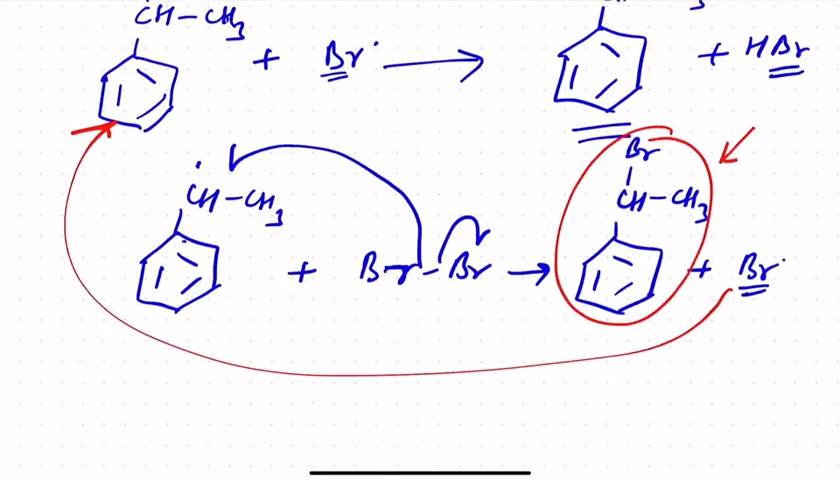 CH-CH3
+ Br· → + HBr
Br
·CH-CH3 CH-CH3
+ Br-Br → + Br·